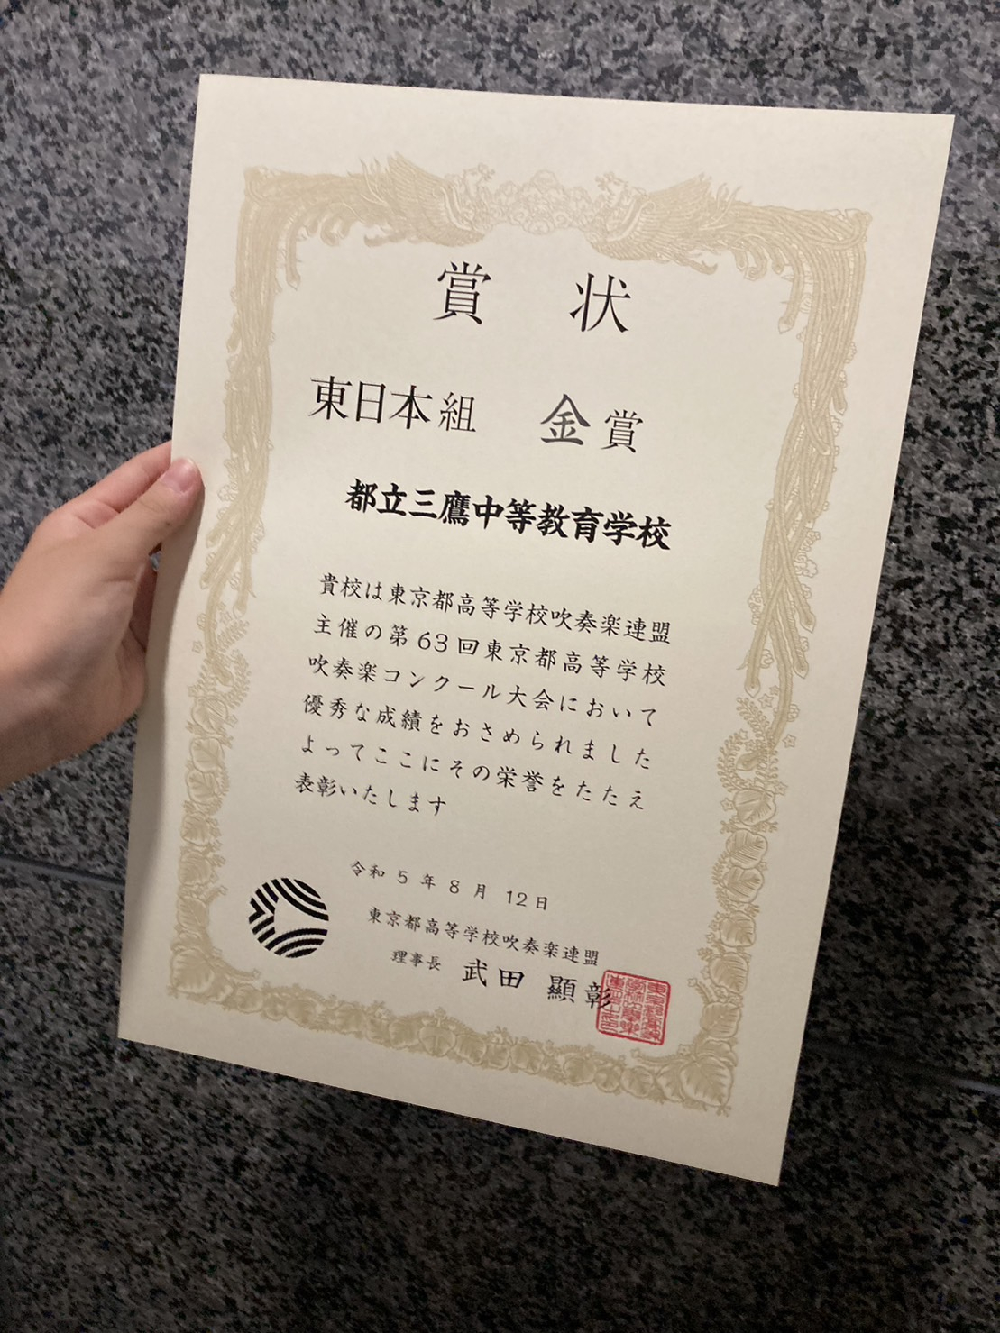 賞状
東日本組 金賞
都立三鷹中等教育学校
貴校は東京都高等学校吹奏楽連盟
主催の第63回東京都高等学校
吹奏楽コンクール大会において
優秀な成績をおさめられました
よってここにその栄誉をたたえ
表彰いたします
令和5年8月12日
東京都高等学校吹奏楽連盟
理事長 武田 顯彰